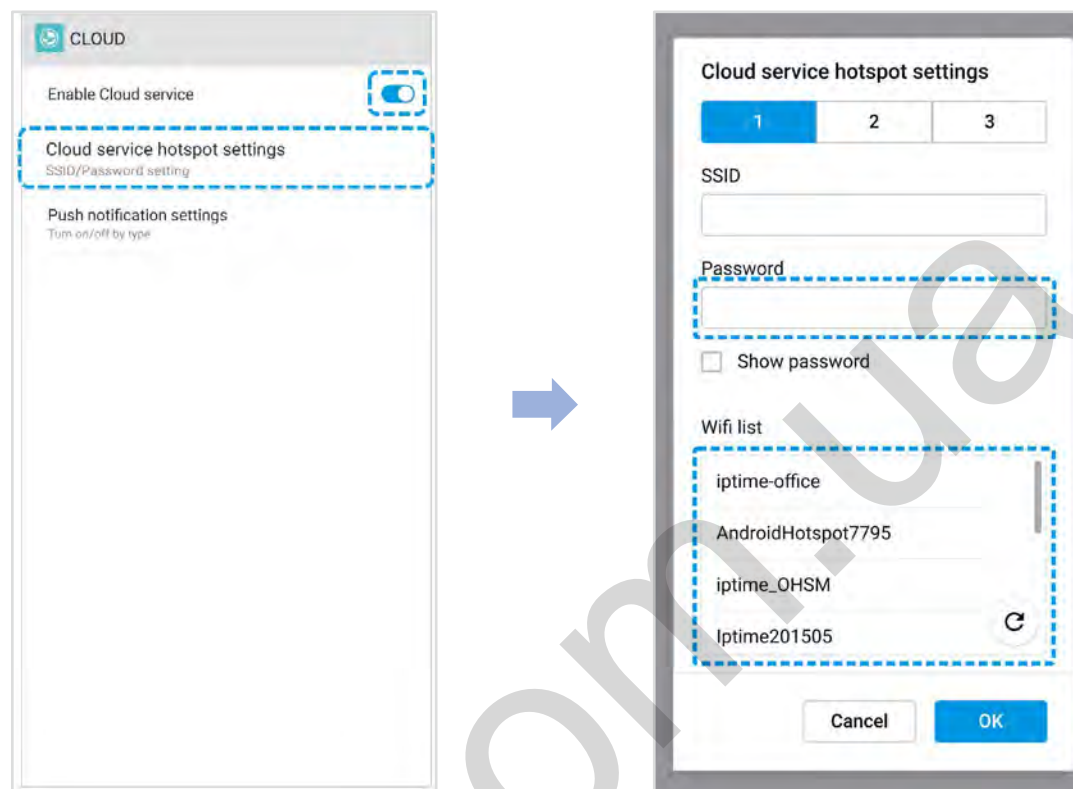 CLOUD
Enable Cloud service
Cloud service hotspot settings
SSID/Password setting
Push notification settings
Turn on/off by type
Cloud service hotspot settings
1 2 3
SSID
Password
Show password
Wifi list
iptime-office
AndroidHotspot7795
iptime_OHSM
Iptime201505
Cancel OK
om.ua